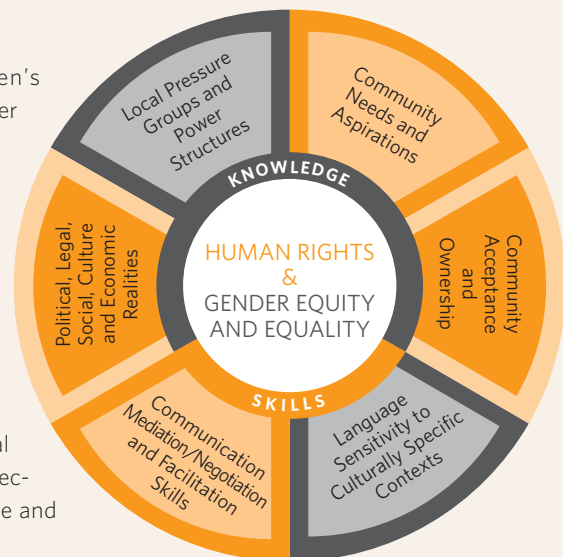 en's
er
al
ec-
e and
Local Pressure
Groups and
Power
Structures
Community
Needs and
Aspirations
Political, Legal,
Social, Culture
and Economic
Realities
KNOWLEDGE
HUMAN RIGHTS
&
GENDER EQUITY
AND EQUALITY
SKILLS
Community
Acceptance
and
Ownership
Communication
Mediation/Negotiation
and Facilitation
Skills
Language
Sensitivity to
Culturally Specific
Contexts